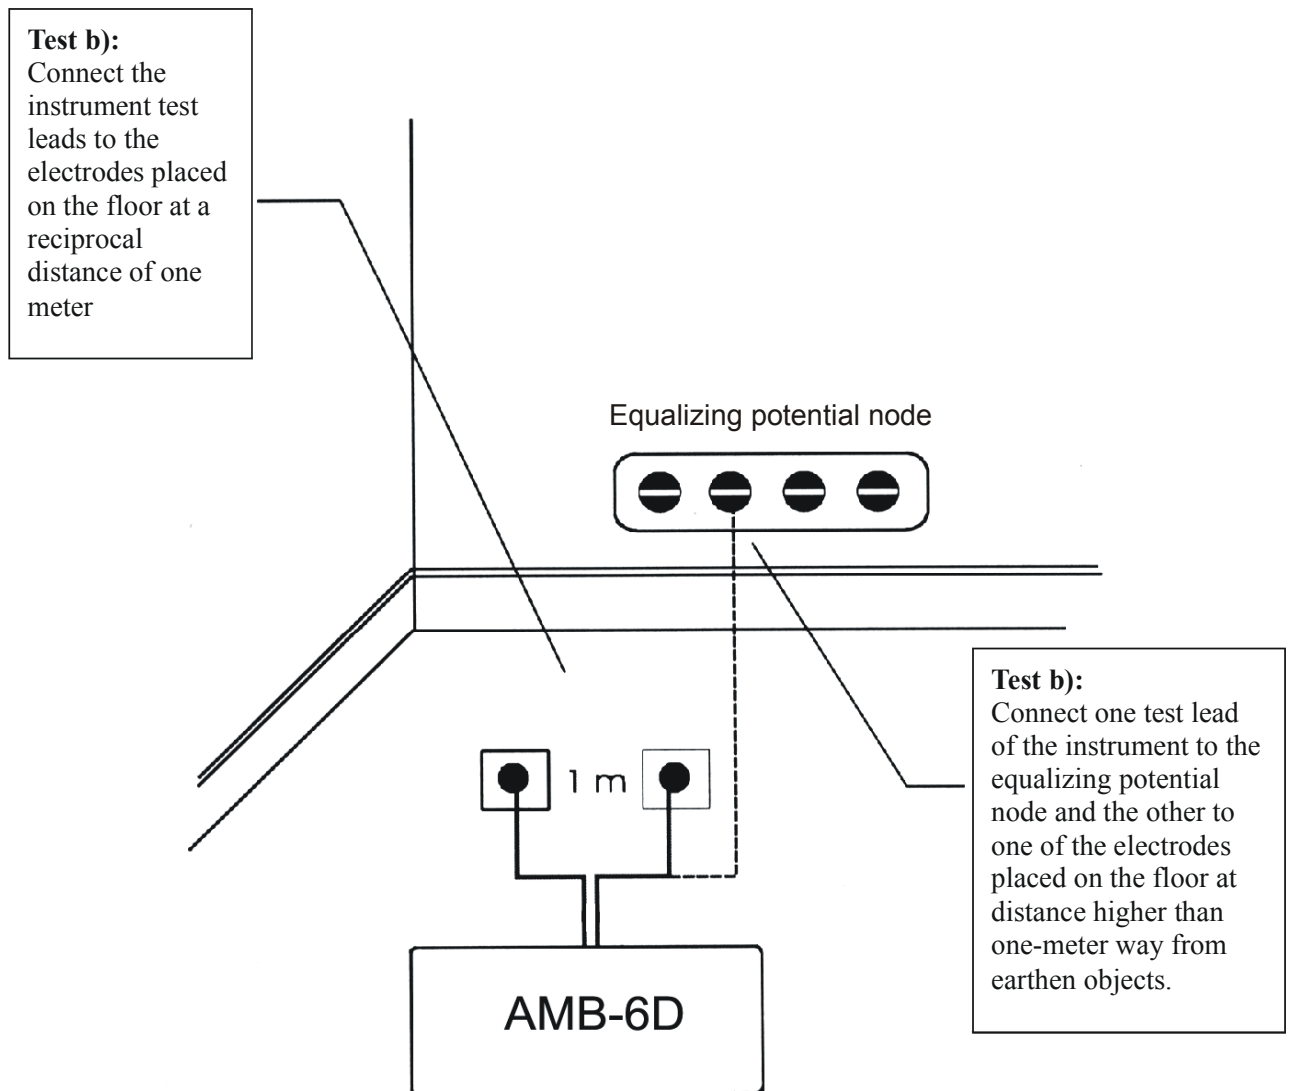 Test b):
Connect the
instrument test
leads to the
electrodes placed
on the floor at a
reciprocal
distance of one
meter
Equalizing potential node
1 m
Test b):
Connect one test lead
of the instrument to the
equalizing potential
node and the other to
one of the electrodes
placed on the floor at
distance higher than
one-meter way from
earthen objects.
AMB-6D